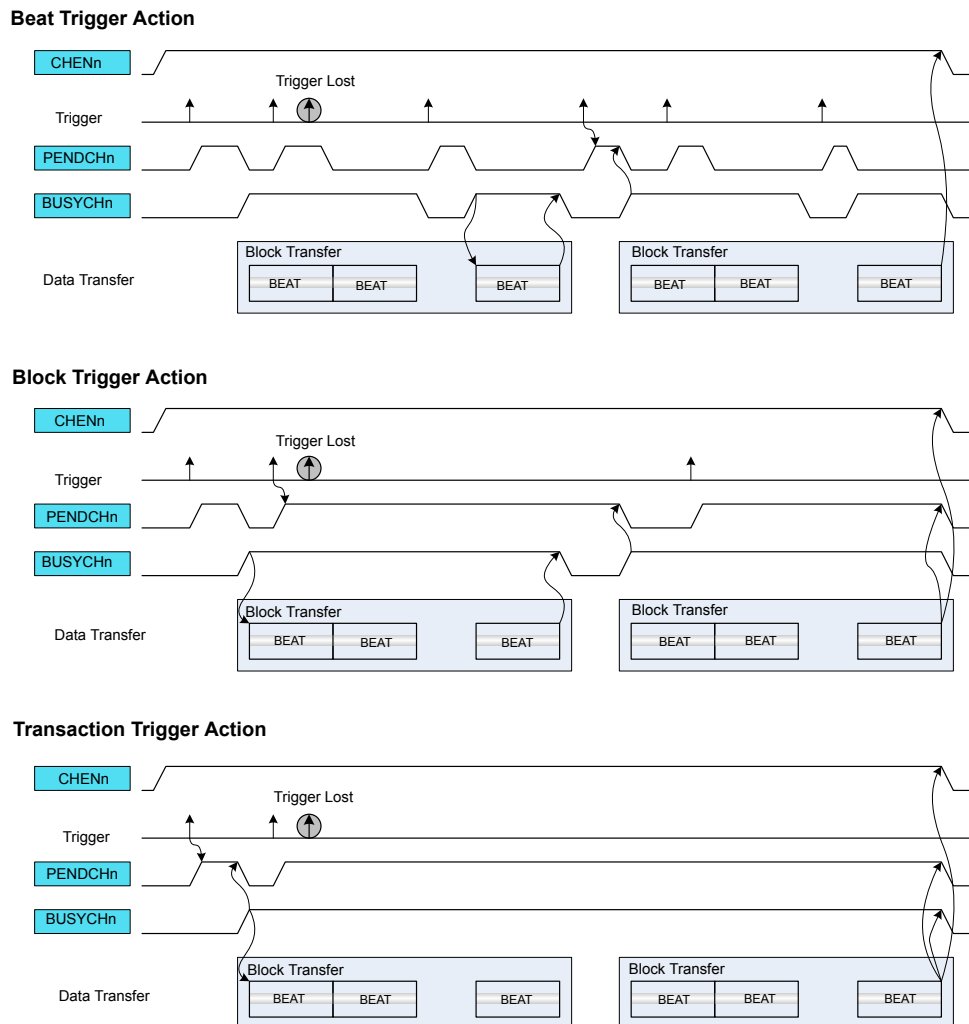 Beat Trigger Action
CHENn
Trigger Lost
Trigger
PENDCHn
BUSYCHn
Data Transfer
Block Transfer
BEAT
BEAT
BEAT
Block Transfer
BEAT
BEAT
BEAT
Block Trigger Action
CHENn
Trigger Lost
Trigger
PENDCHn
BUSYCHn
Data Transfer
Block Transfer
BEAT
BEAT
BEAT
Block Transfer
BEAT
BEAT
BEAT
Transaction Trigger Action
CHENn
Trigger Lost
Trigger
PENDCHn
BUSYCHn
Data Transfer
Block Transfer
BEAT
BEAT
BEAT
Block Transfer
BEAT
BEAT
BEAT